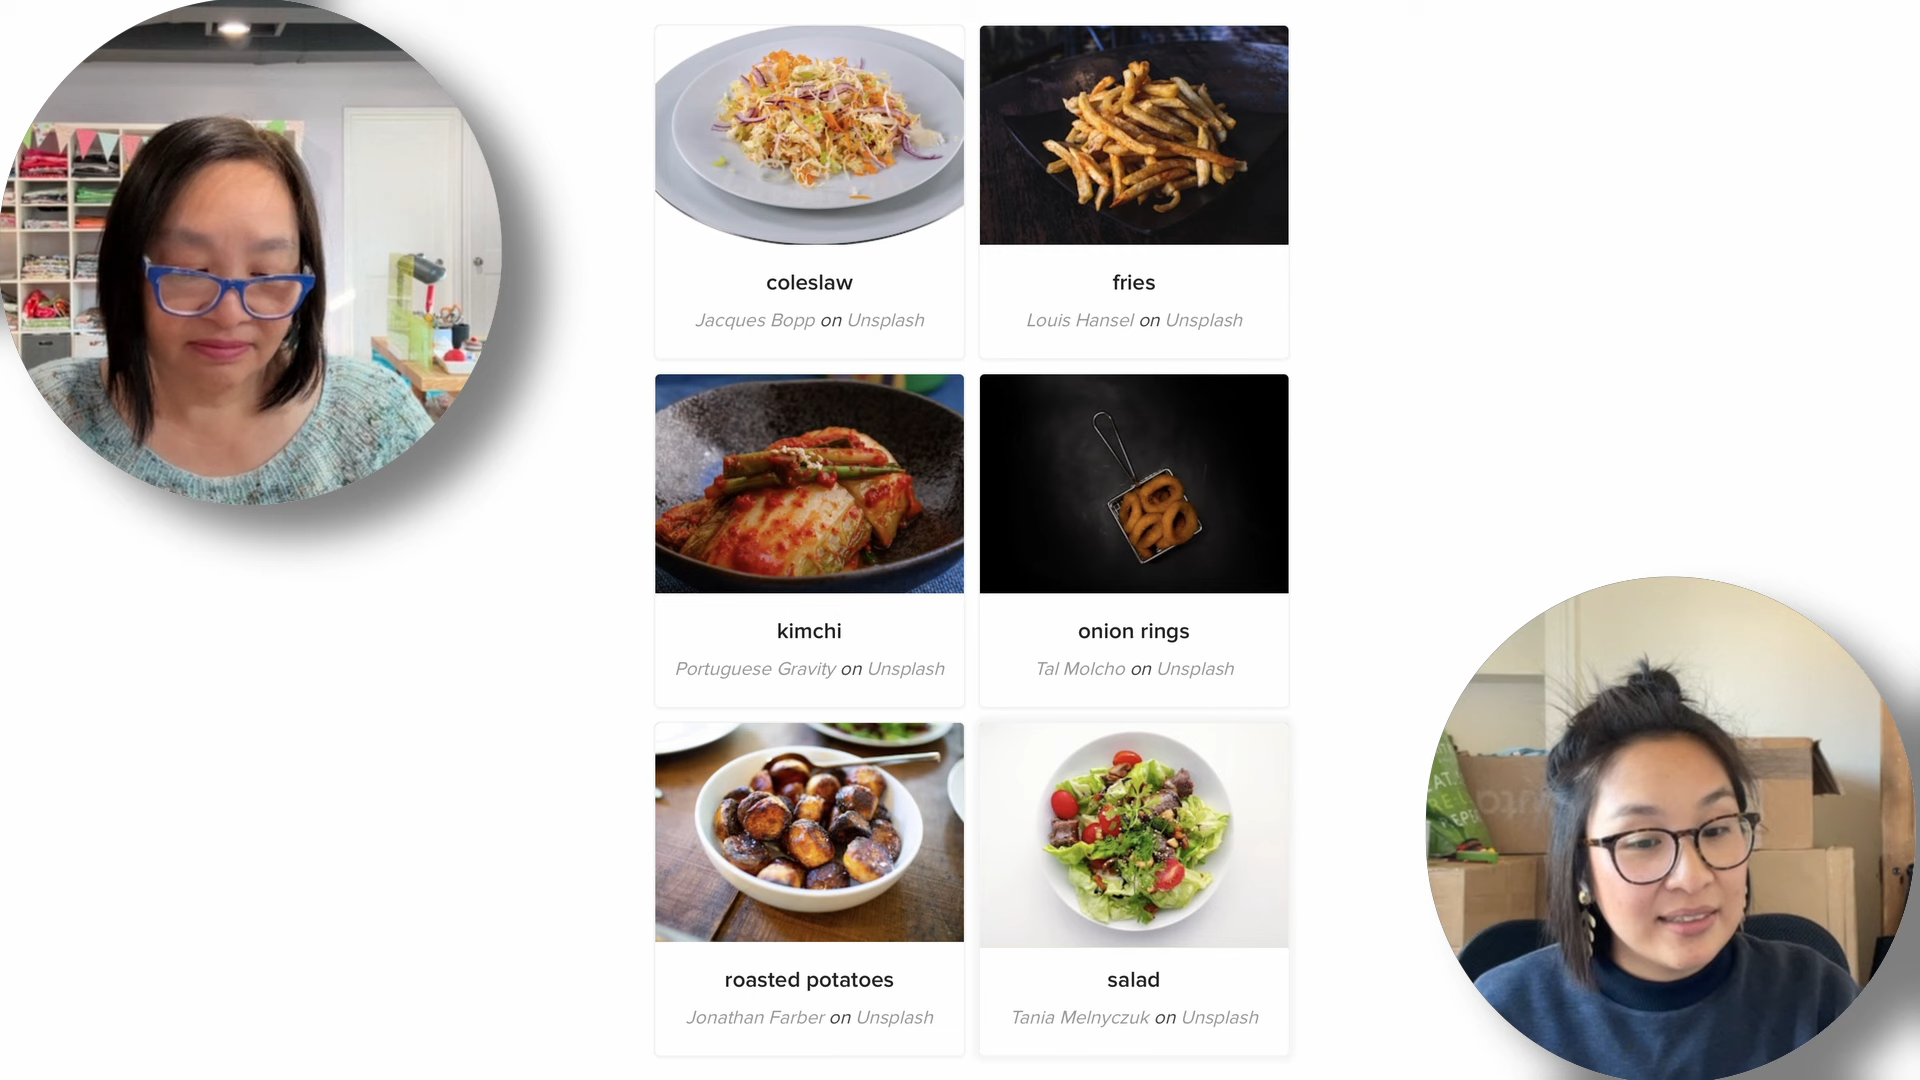 coleslaw
Jacques Bopp on Unsplash
fries
Louis Hansel on Unsplash
kimchi
Portuguese Gravity on Unsplash
onion rings
Tal Molcho on Unsplash
roasted potatoes
Jonathan Farber on Unsplash
salad
Tania Melnyczuk on Unsplash